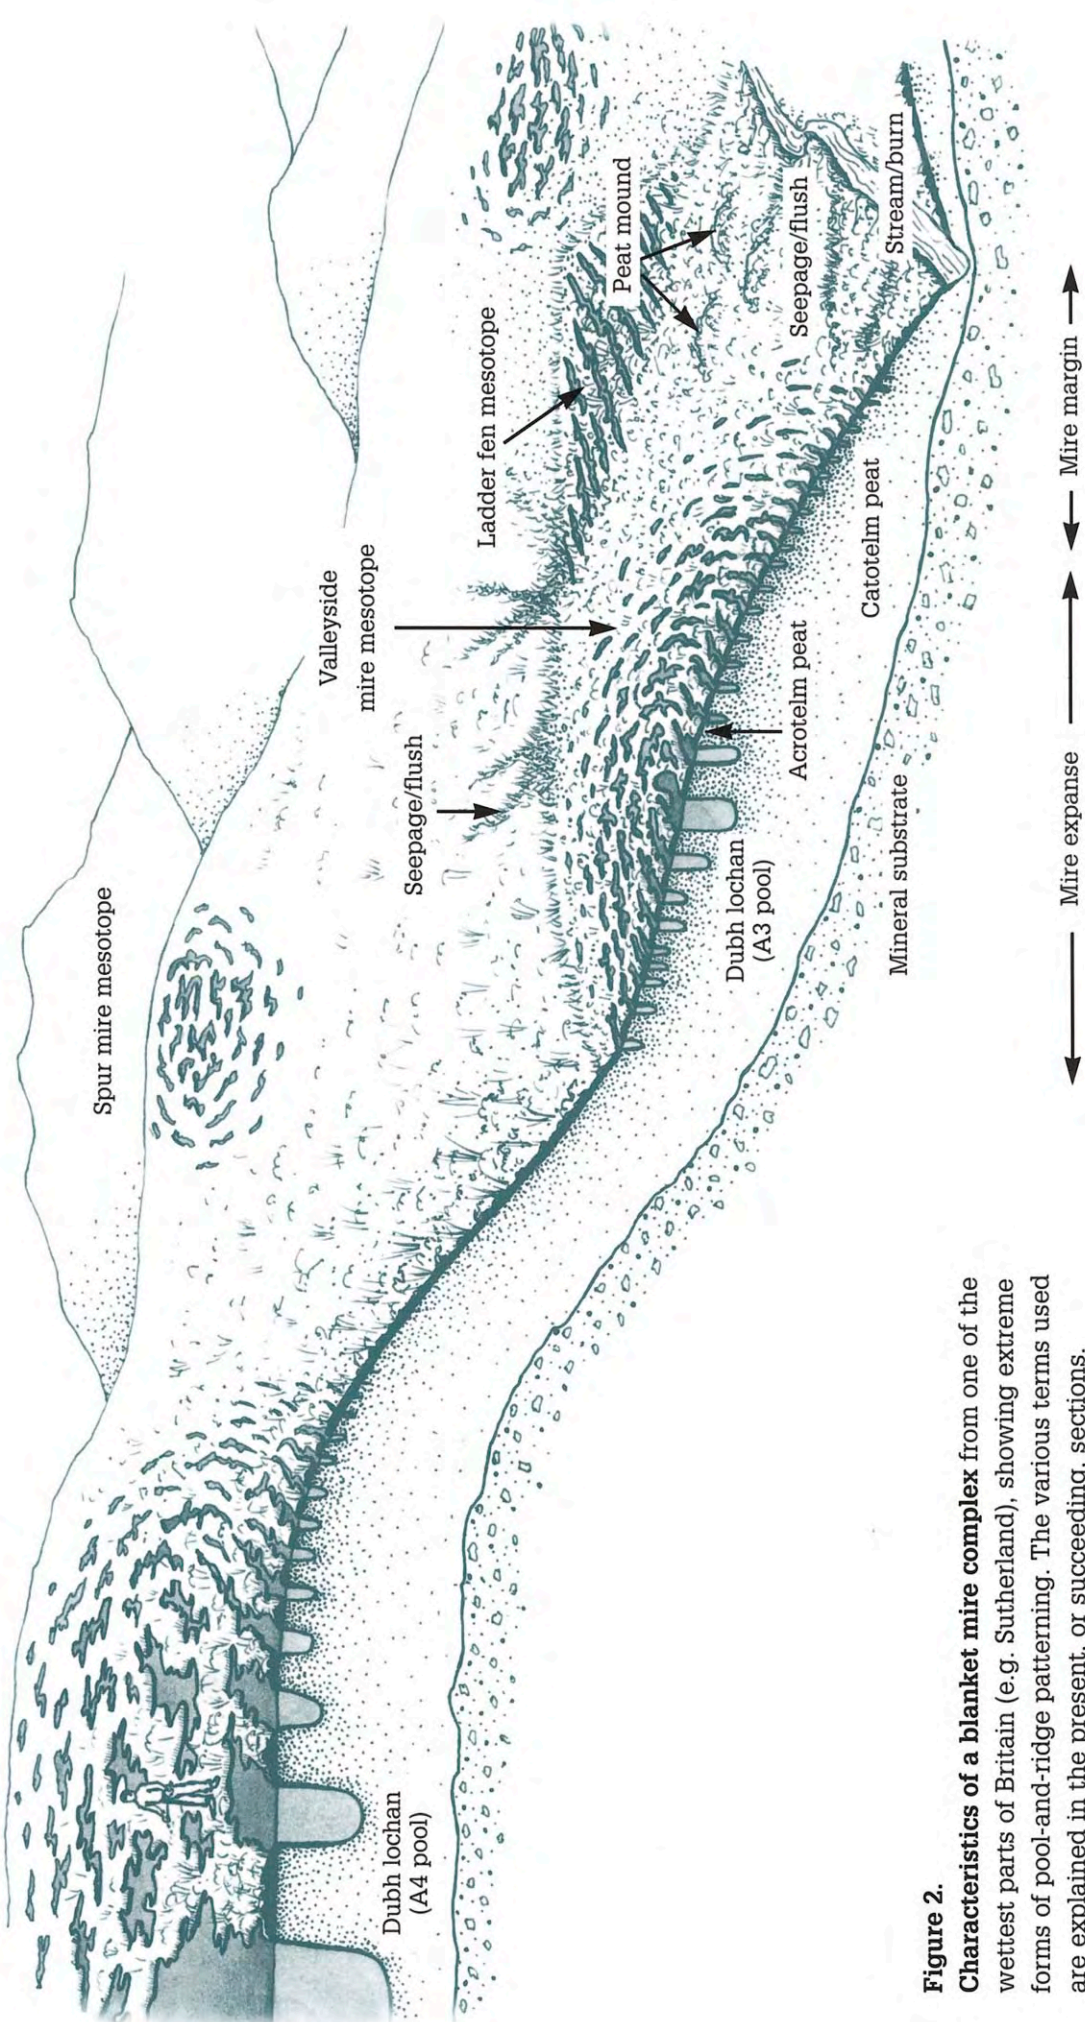 Spur mire mesotope
Valleyside
mire mesotope
Seepage/flush
Ladder fen mesotope
Peat mound
Seepage/flush
Stream/burn
Dubh lochan
(A4 pool)
Dubh lochan
(A3 pool)
Acrotelm peat
Catotelm peat
Mineral substrate
Mire expanse
Mire margin
Figure 2.
Characteristics of a blanket mire complex from one of the
wettest parts of Britain (e.g. Sutherland), showing extreme
forms of pool-and-ridge patterning. The various terms used
are explained in the present, or succeeding, sections.